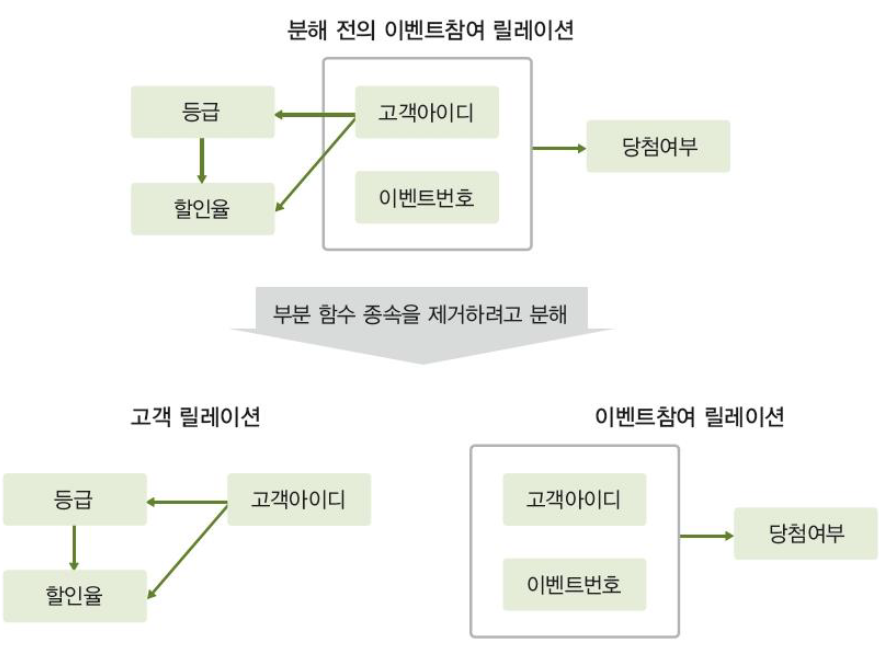 분해 전의 이벤트참여 릴레이션
등급
고객아이디
당첨여부
할인율
이벤트번호
부분 함수 종속을 제거하려고 분해
고객 릴레이션
이벤트참여 릴레이션
등급
고객아이디
할인율
고객아이디
당첨여부
이벤트번호